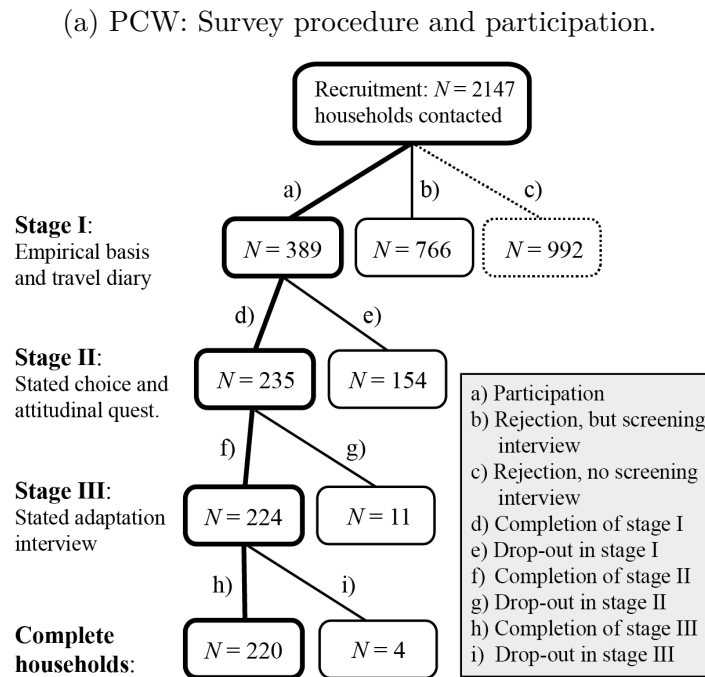 (a) PCW: Survey procedure and participation.
Recruitment: N = 2147
households contacted
a)
b)
c)
Stage I:
Empirical basis
and travel diary
N = 389
N = 766
N = 992
d)
e)
Stage II:
Stated choice and
attitudinal quest.
N = 235
N = 154
f)
g)
Stage III:
Stated adaptation
interview
N = 224
N = 11
h)
i)
Complete
households:
N = 220
N = 4
a) Participation
b) Rejection, but screening
interview
c) Rejection, no screening
interview
d) Completion of stage I
e) Drop-out in stage I
f) Completion of stage II
g) Drop-out in stage II
h) Completion of stage III
i) Drop-out in stage III